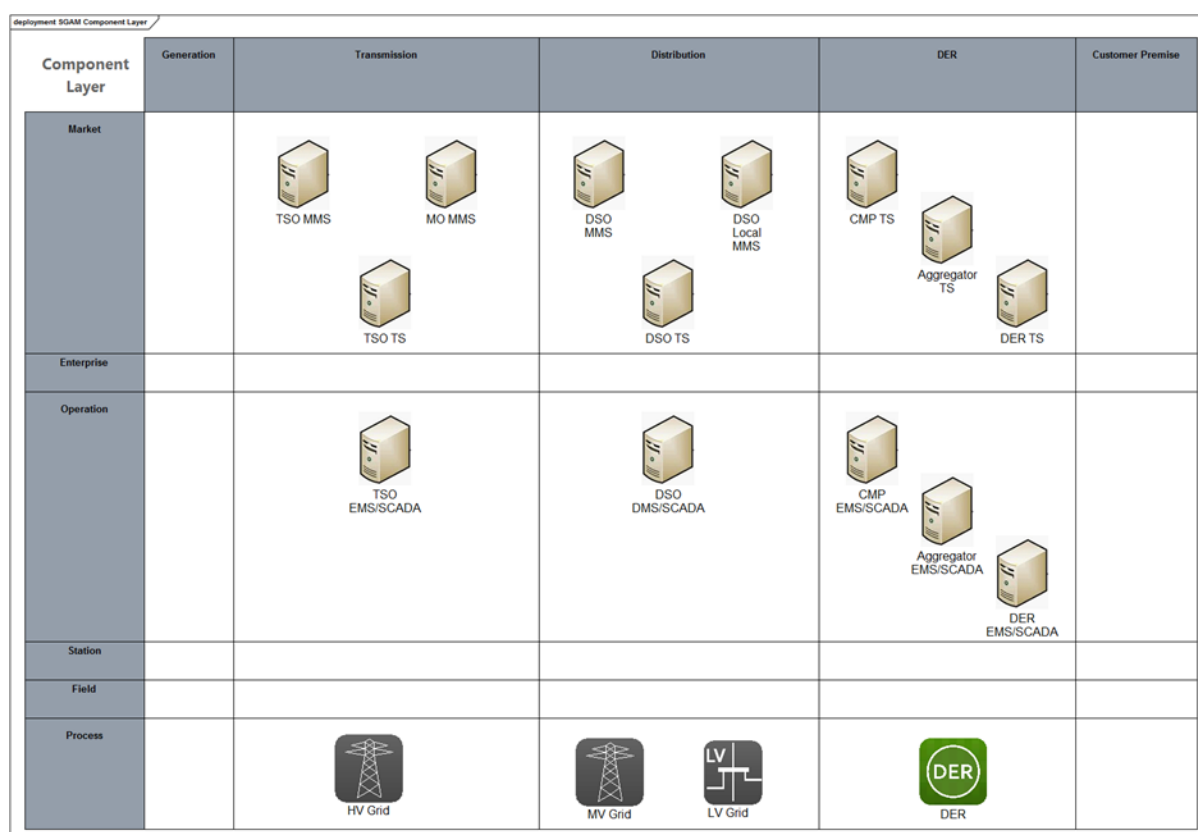 deployment SGAM Component Layer
Component
Layer
Generation
Transmission
Distribution
DER
Customer Premise
Market
TSO MMS
MO MMS
DSO
MMS
DSO
Local
MMS
CMP TS
Aggregator
TS
TSO TS
DSO TS
DER TS
Enterprise
Operation
TSO
EMS/SCADA
DSO
DMS/SCADA
CMP
EMS/SCADA
Aggregator
EMS/SCADA
DER
EMS/SCADA
Station
Field
Process
HV Grid
MV Grid
LV
LV Grid
DER
DER